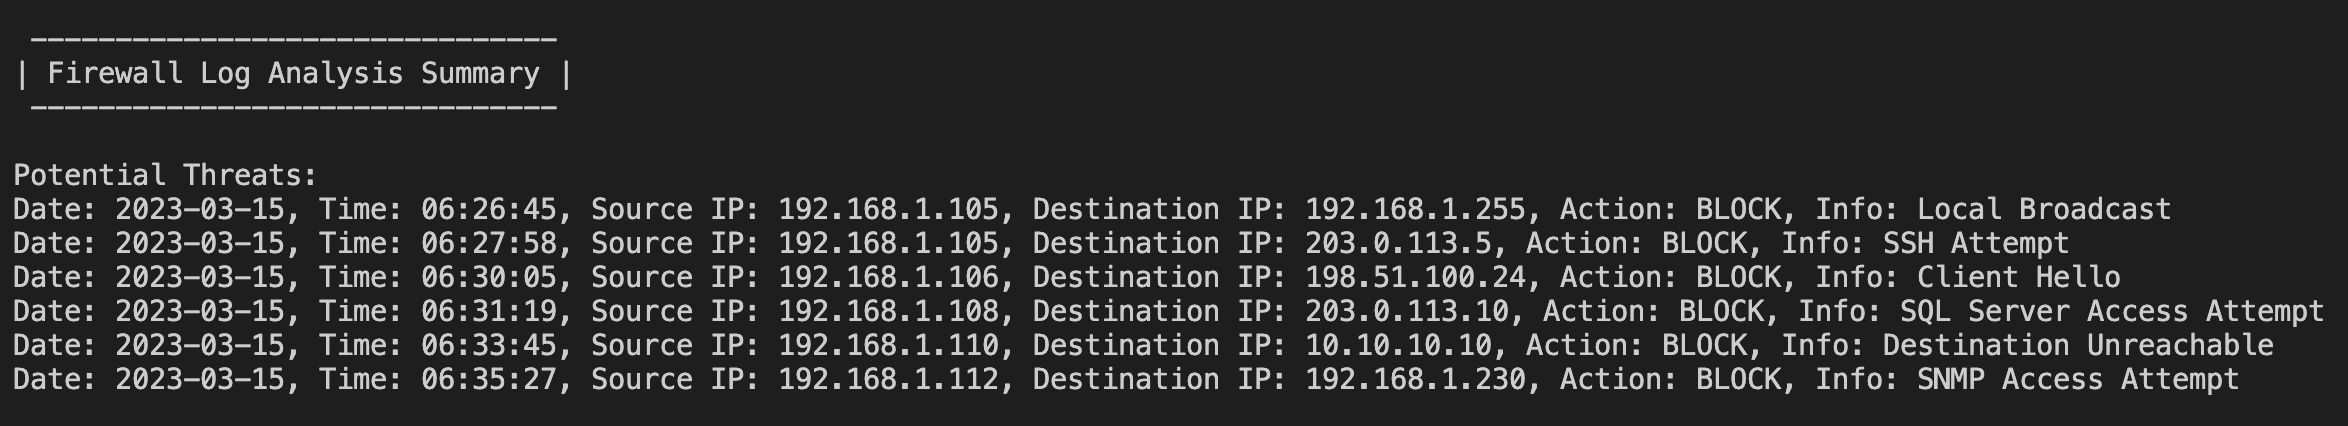 -------------------------------
| Firewall Log Analysis Summary |
-------------------------------
Potential Threats:
Date: 2023-03-15, Time: 06:26:45, Source IP: 192.168.1.105, Destination IP: 192.168.1.255, Action: BLOCK, Info: Local Broadcast
Date: 2023-03-15, Time: 06:27:58, Source IP: 192.168.1.105, Destination IP: 203.0.113.5, Action: BLOCK, Info: SSH Attempt
Date: 2023-03-15, Time: 06:30:05, Source IP: 192.168.1.106, Destination IP: 198.51.100.24, Action: BLOCK, Info: Client Hello
Date: 2023-03-15, Time: 06:31:19, Source IP: 192.168.1.108, Destination IP: 203.0.113.10, Action: BLOCK, Info: SQL Server Access Attempt
Date: 2023-03-15, Time: 06:33:45, Source IP: 192.168.1.110, Destination IP: 10.10.10.10, Action: BLOCK, Info: Destination Unreachable
Date: 2023-03-15, Time: 06:35:27, Source IP: 192.168.1.112, Destination IP: 192.168.1.230, Action: BLOCK, Info: SNMP Access Attempt